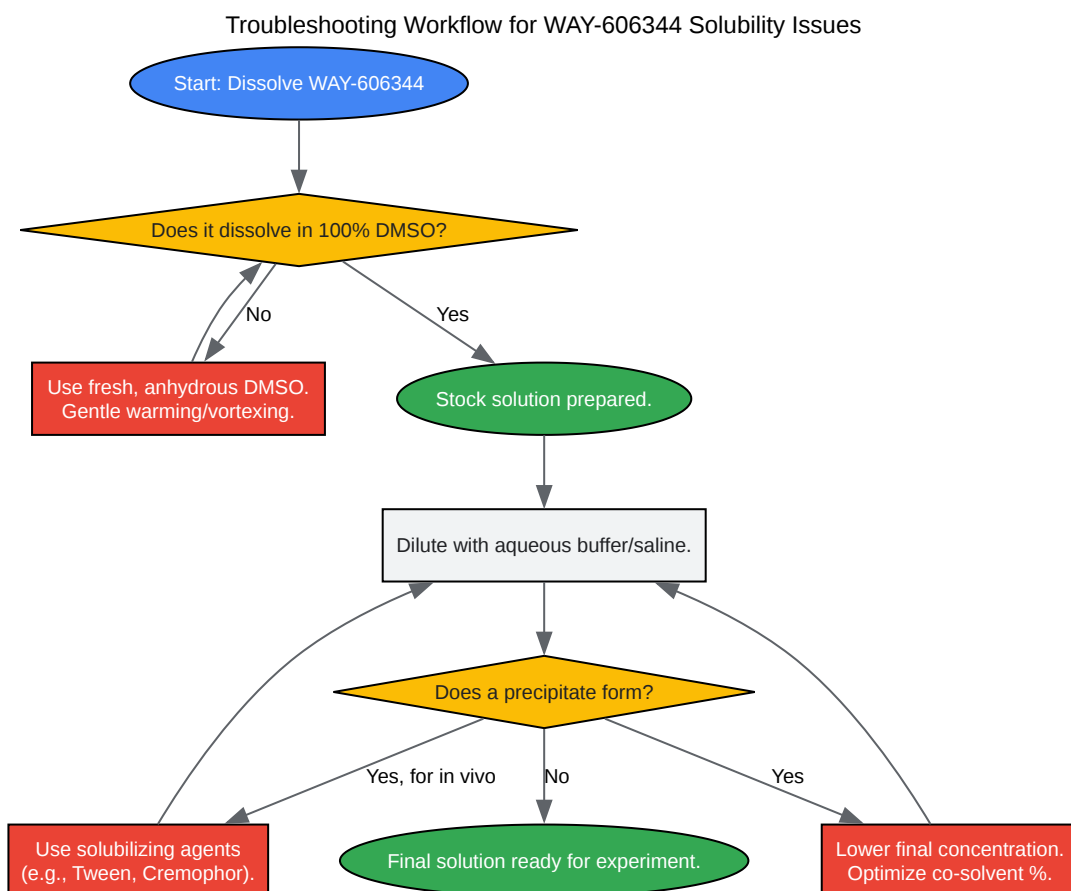 Troubleshooting Workflow for WAY-606344 Solubility Issues
Start: Dissolve WAY-606344
Does it dissolve in 100% DMSO?
No
Yes
Use fresh, anhydrous DMSO.
Gentle warming/vortexing.
Stock solution prepared.
Dilute with aqueous buffer/saline.
Does a precipitate form?
Yes, for in vivo
No
Yes
Use solubilizing agents
(e.g., Tween, Cremophor).
Final solution ready for experiment.
Lower final concentration.
Optimize co-solvent %.